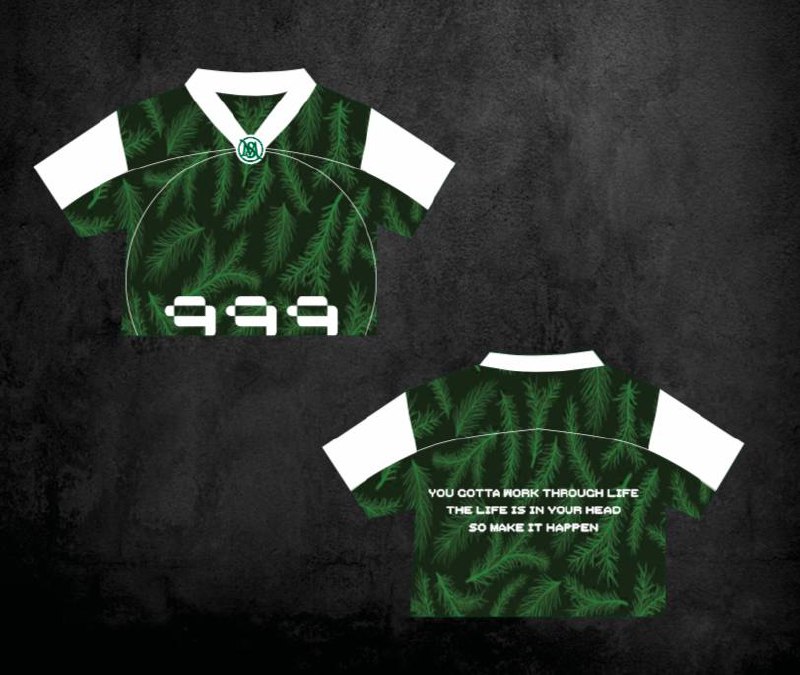 999
YOU GOTTA WORK THROUGH LIFE
THE LIFE IS IN YOUR HEAD
SO MAKE IT HAPPEN